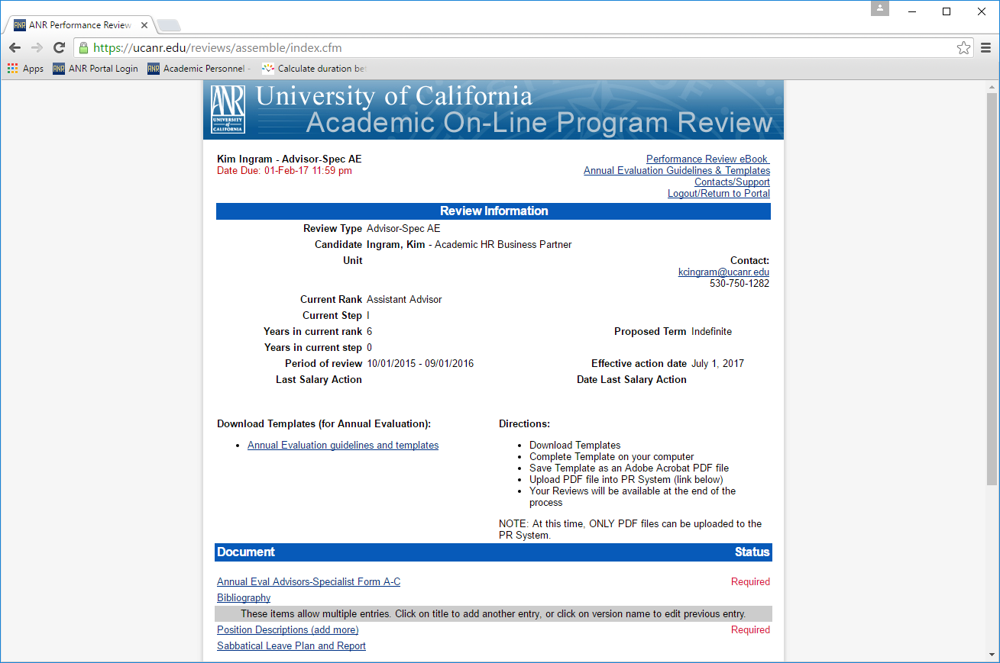 ANR Performance Review
https://ucanr.edu/reviews/assemble/index.cfm
Apps ANR Portal Login Academic Personnel - Calculate duration be
ANR UNIVERSITY of CALIFORNIA
University of California
Academic On-Line Program Review
Kim Ingram - Advisor-Spec AE
Date Due: 01-Feb-17 11:59 pm
Performance Review eBook
Annual Evaluation Guidelines & Templates
Contacts/Support
Logout/Return to Portal
Review Information
Review Type Advisor-Spec AE
Candidate Ingram, Kim - Academic HR Business Partner
Unit Contact:
kcingram@ucanr.edu
530-750-1282
Current Rank Assistant Advisor
Current Step I
Years in current rank 6 Proposed Term Indefinite
Years in current step 0
Period of review 10/01/2015 - 09/01/2016 Effective action date July 1, 2017
Last Salary Action Date Last Salary Action
Download Templates (for Annual Evaluation):
• Annual Evaluation guidelines and templates
Directions:
• Download Templates
• Complete Template on your computer
• Save Template as an Adobe Acrobat PDF file
• Upload PDF file into PR System (link below)
• Your Reviews will be available at the end of the
process
NOTE: At this time, ONLY PDF files can be uploaded to the
PR System.
Document Status
Annual Eval Advisors-Specialist Form A-C Required
Bibliography
These items allow multiple entries. Click on title to add another entry, or click on version name to edit previous entry.
Position Descriptions (add more) Required
Sabbatical Leave Plan and Report